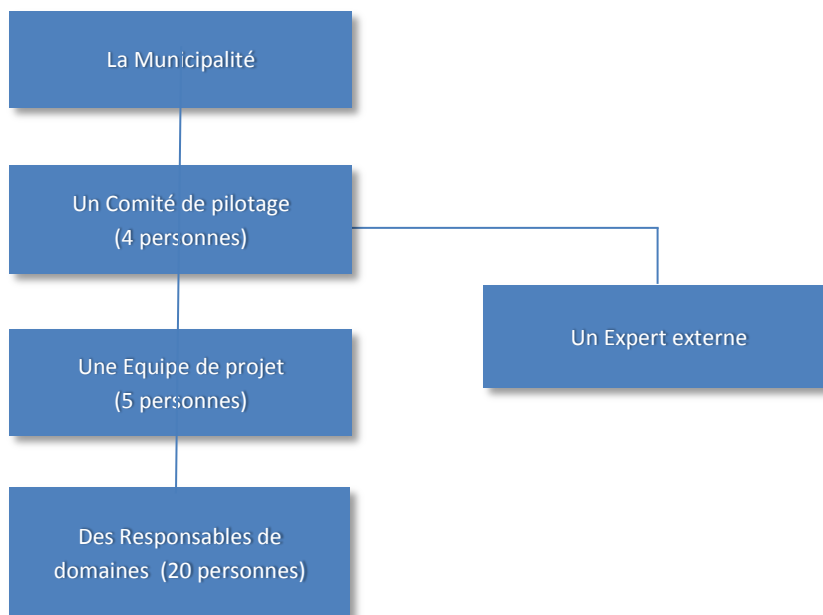 La Municipalité
Un Comité de pilotage
(4 personnes)
Un Expert externe
Une Equipe de projet
(5 personnes)
Des Responsables de
domaines (20 personnes)